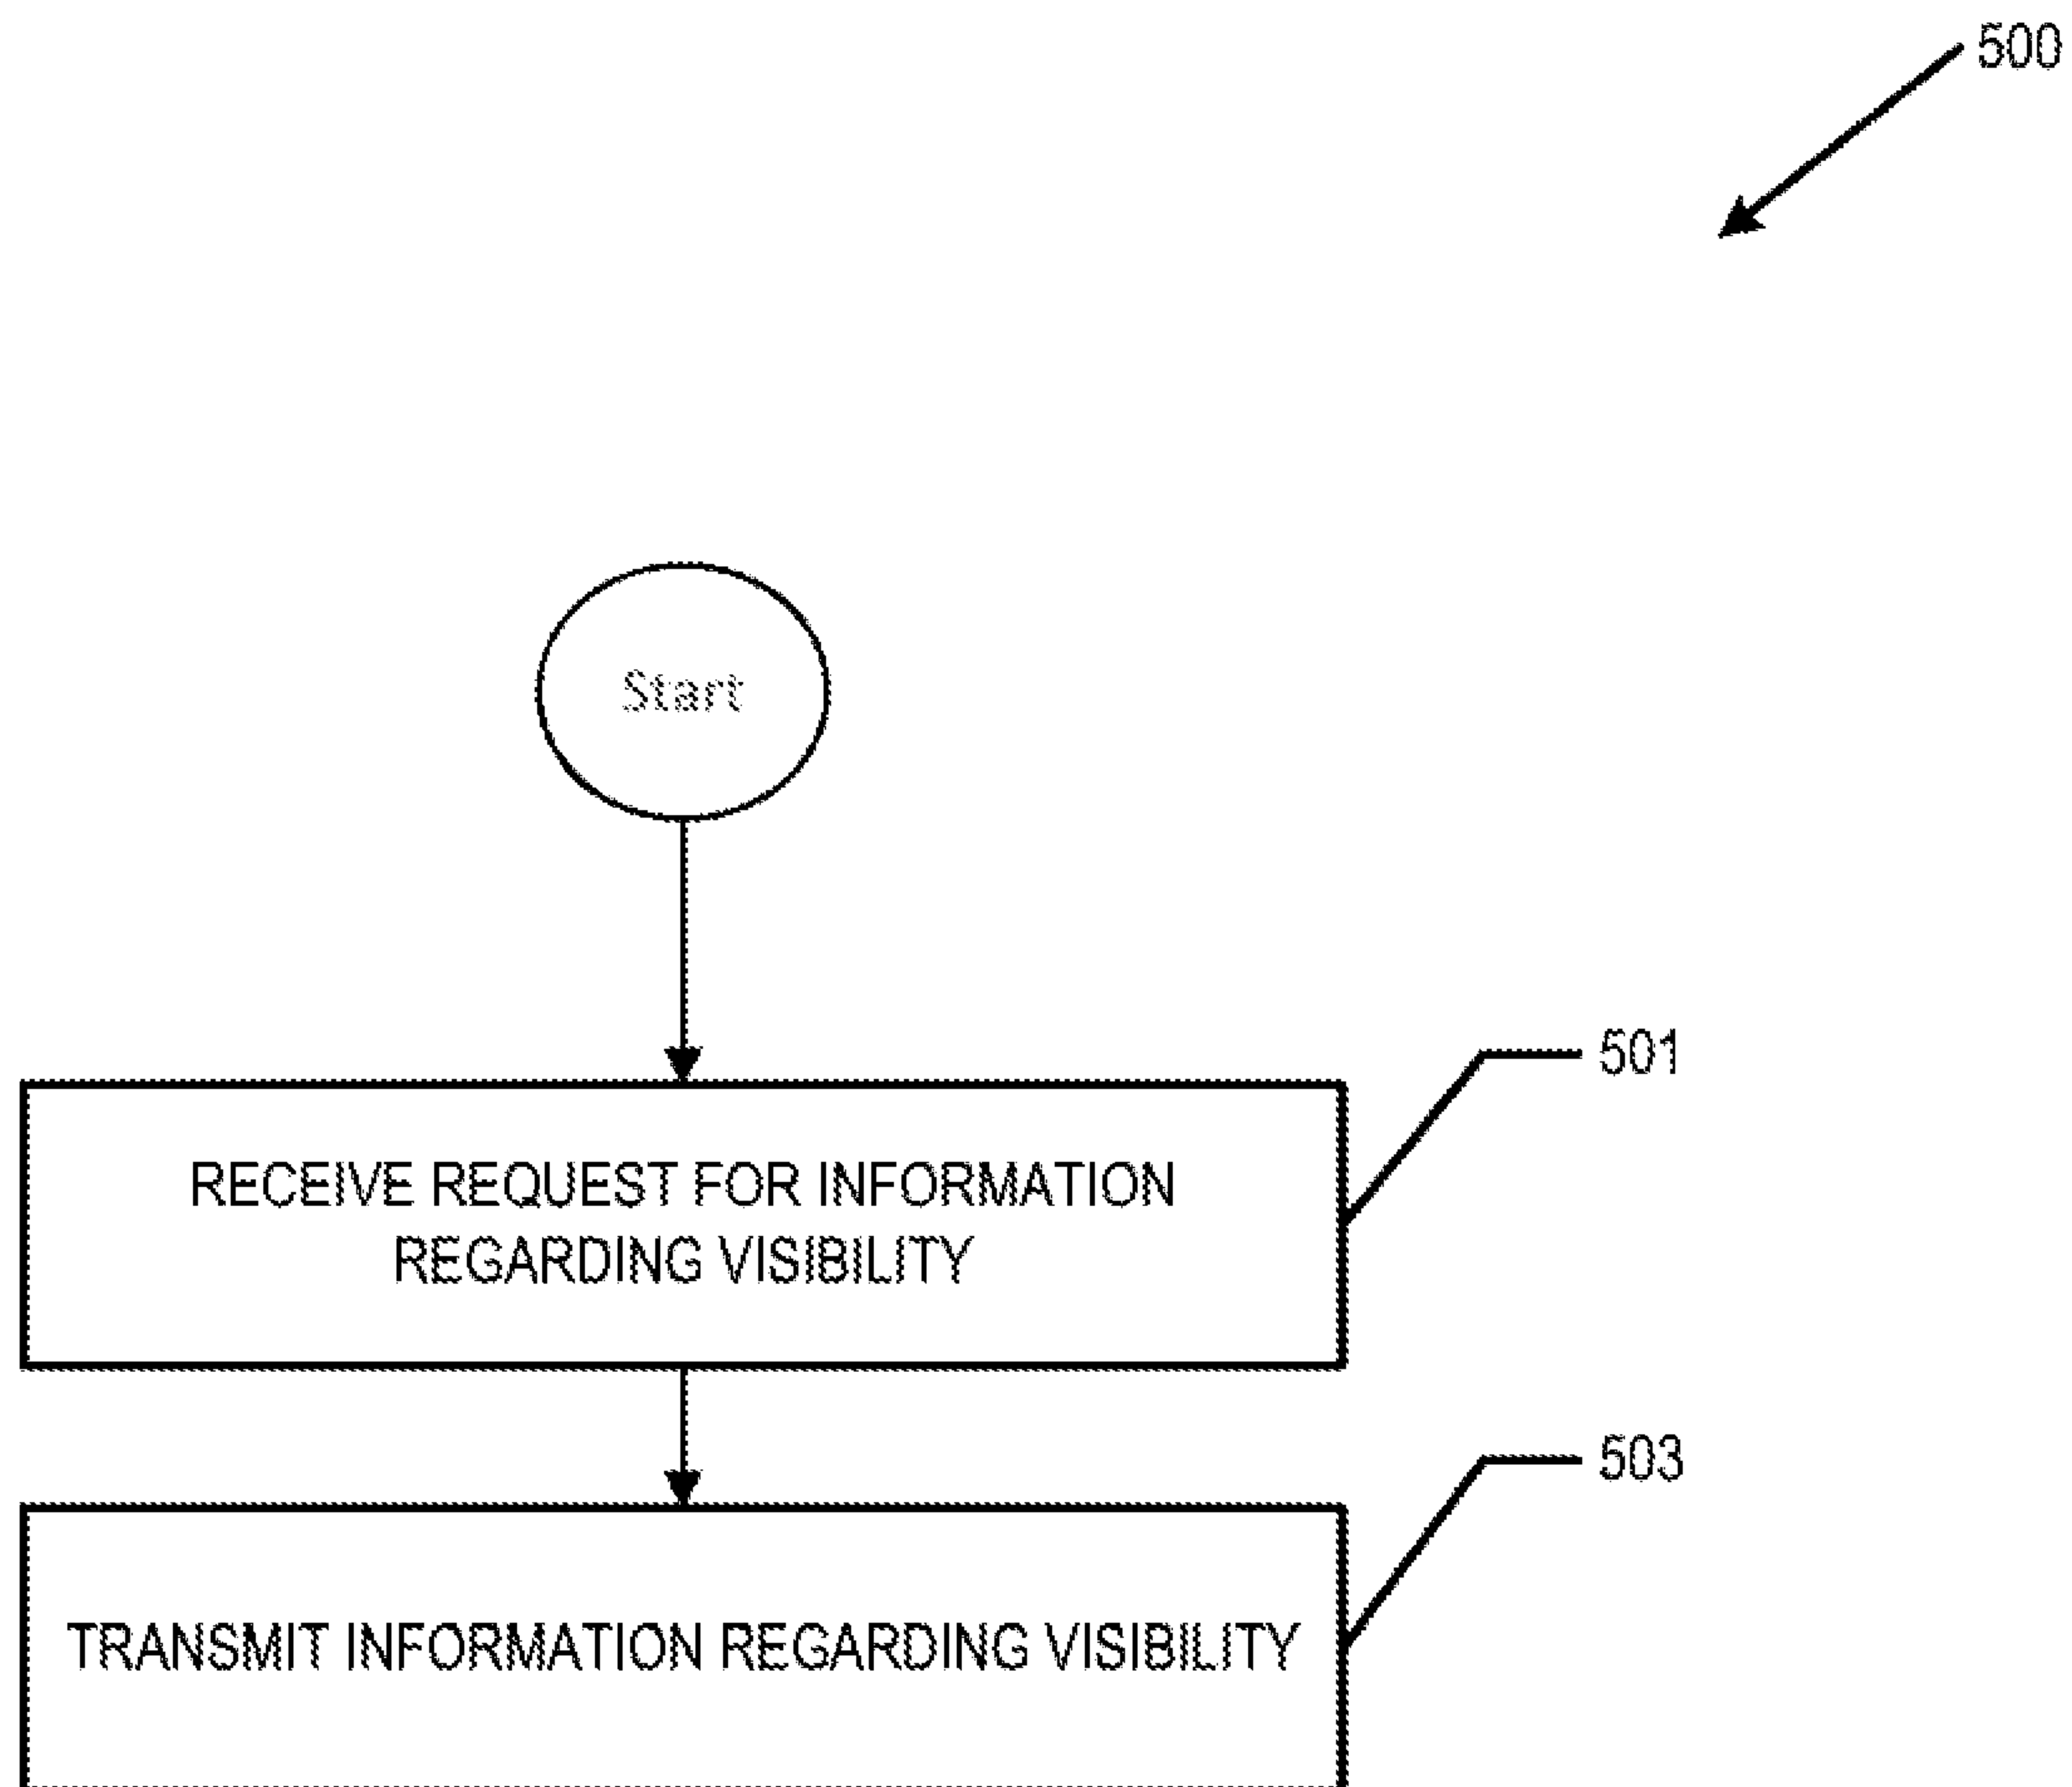 500
Start
501
RECEIVE REQUEST FOR INFORMATION
REGARDING VISIBILITY
503
TRANSMIT INFORMATION REGARDING VISIBILITY